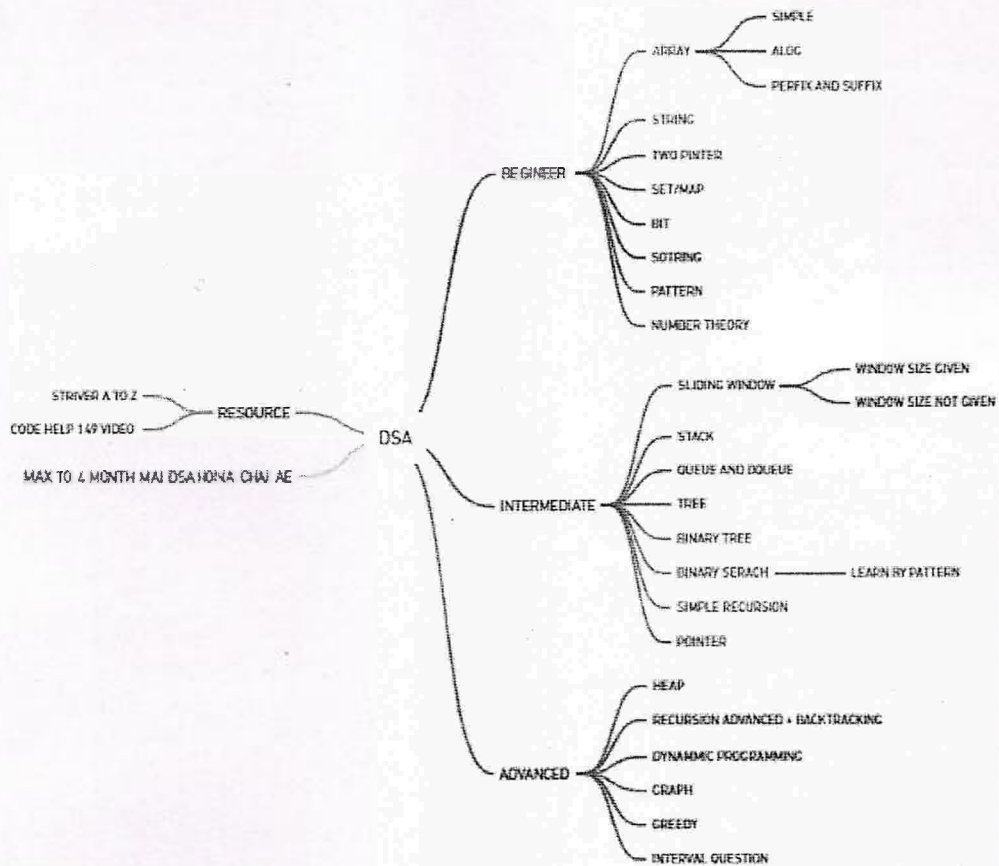 SIMPLE
ARRAY
ALOG
PERFIX AND SUFFIX
STRING
TWO PINTER
BEGINEER
SET/MAP
BIT
SOTRING
PATTERN
NUMBER THEORY
STRIVER A TO Z
RESOURCE
CODE HELP 149 VIDEO
DSA
MAX TO 4 MONTH MAI DSA HONA CHAI AE
WINDOW SIZE GIVEN
SLIDING WINDOW
WINDOW SIZE NOT GIVEN
STACK
QUEUE AND DQUEUE
INTERMEDIATE
TREE
BINARY TREE
BINARY SERACH
LEARN BY PATTERN
SIMPLE RECURSION
POINTER
HEAP
RECURSION ADVANCED + BACKTRACKING
DYNAMMIC PROGRAMMING
ADVANCED
GRAPH
GREEDY
INTERVAL QUESTION